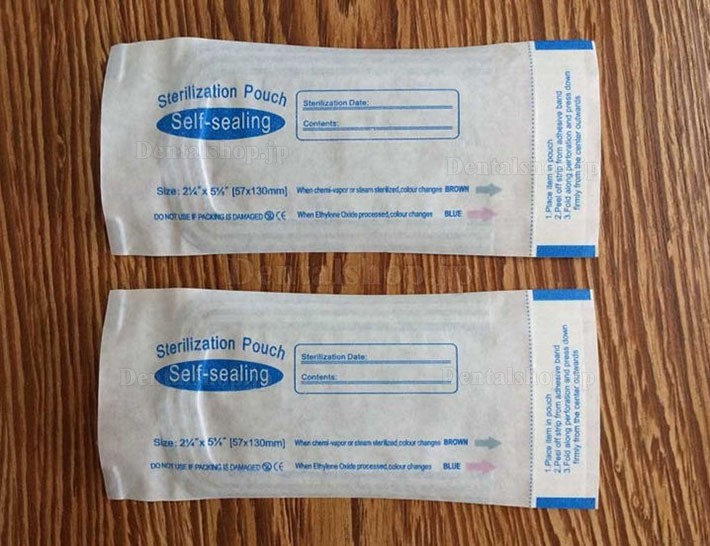 Sterilization Pouch
Self-sealing
Sterilization Date:
Contents:
Size: 2¼" x 5¼" [57x130mm]
When chemi-vapor or steam sterilized,colour changes BROWN
DO NOT USE IF PACKING IS DAMAGED
CE
When Ethylene Oxide processed,colour changes BLUE
1.Place item in pouch
2.Peel off strip from adhesive band
3.Fold along perforation and press down
firmly from the center outwards
Dentalshop.jp
Sterilization Pouch
Self-sealing
Sterilization Date:
Contents:
Size: 2¼" x 5¼" [57x130mm]
When chemi-vapor or steam sterilized,colour changes BROWN
DO NOT USE IF PACKING IS DAMAGED
CE
When Ethylene Oxide processed,colour changes BLUE
1.Place item in pouch
2.Peel off strip from adhesive band
3.Fold along perforation and press down
firmly from the center outwards